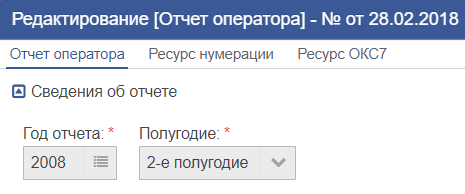 Редактирование [Отчет оператора] - № от 28.02.2018
Отчет оператора Ресурс нумерации Ресурс ОКС7
Сведения об отчете
Год отчета: * Полугодие: *
2008 2-е полугодие